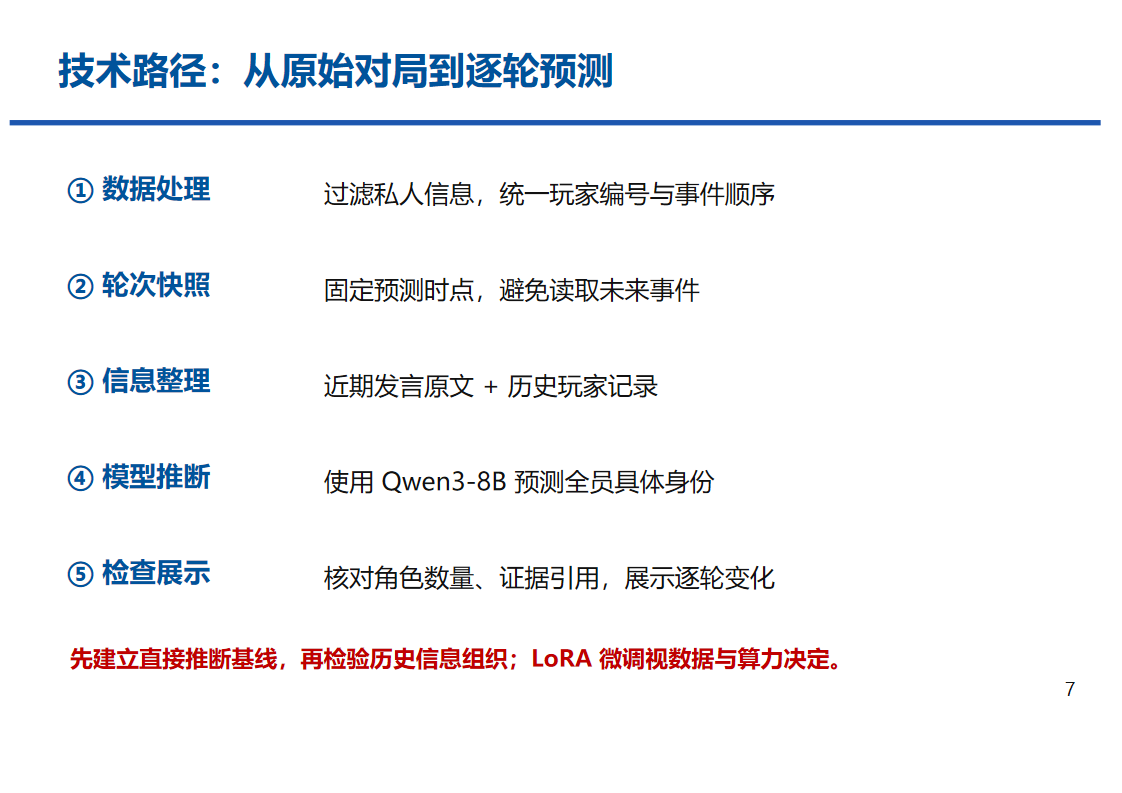 技术路径：从原始对局到逐轮预测
① 数据处理 过滤私人信息，统一玩家编号与事件顺序
② 轮次快照 固定预测时点，避免读取未来事件
③ 信息整理 近期发言原文 + 历史玩家记录
④ 模型推断 使用 Qwen3-8B 预测全员具体身份
⑤ 检查展示 核对角色数量、证据引用，展示逐轮变化
先建立直接推断基线，再检验历史信息组织；LoRA 微调视数据与算力决定。
7